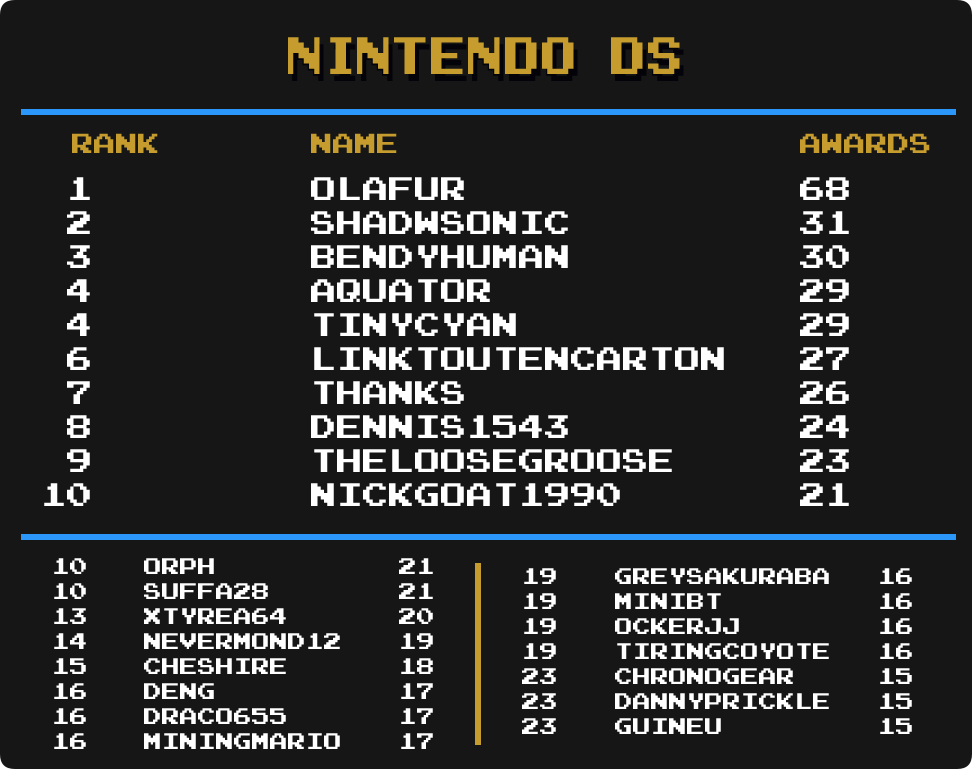 NINTENDO DS
RANK NAME AWARDS
1 OLAFUR 68
2 SHADWSONIC 31
3 BENDYHUMAN 30
4 AQUATOR 29
4 TINYCYAN 29
6 LINKTOUTENCARTON 27
7 THANKS 26
8 DENNIS1543 24
9 THELOOSEGROOSE 23
10 NICKGOAT1990 21
10 ORPH 21
10 SUFFA28 21
13 XTYREA64 20
14 NEVERMOND12 19
15 CHESHIRE 18
16 DENG 17
16 DRACO655 17
16 MININGMARIO 17
19 GREYSAKURABA 16
19 MINIBT 16
19 OCKERJJ 16
19 TIRINGCOYOTE 16
23 CHRONOGEAR 15
23 DANNYPRICKLE 15
23 GUINEU 15